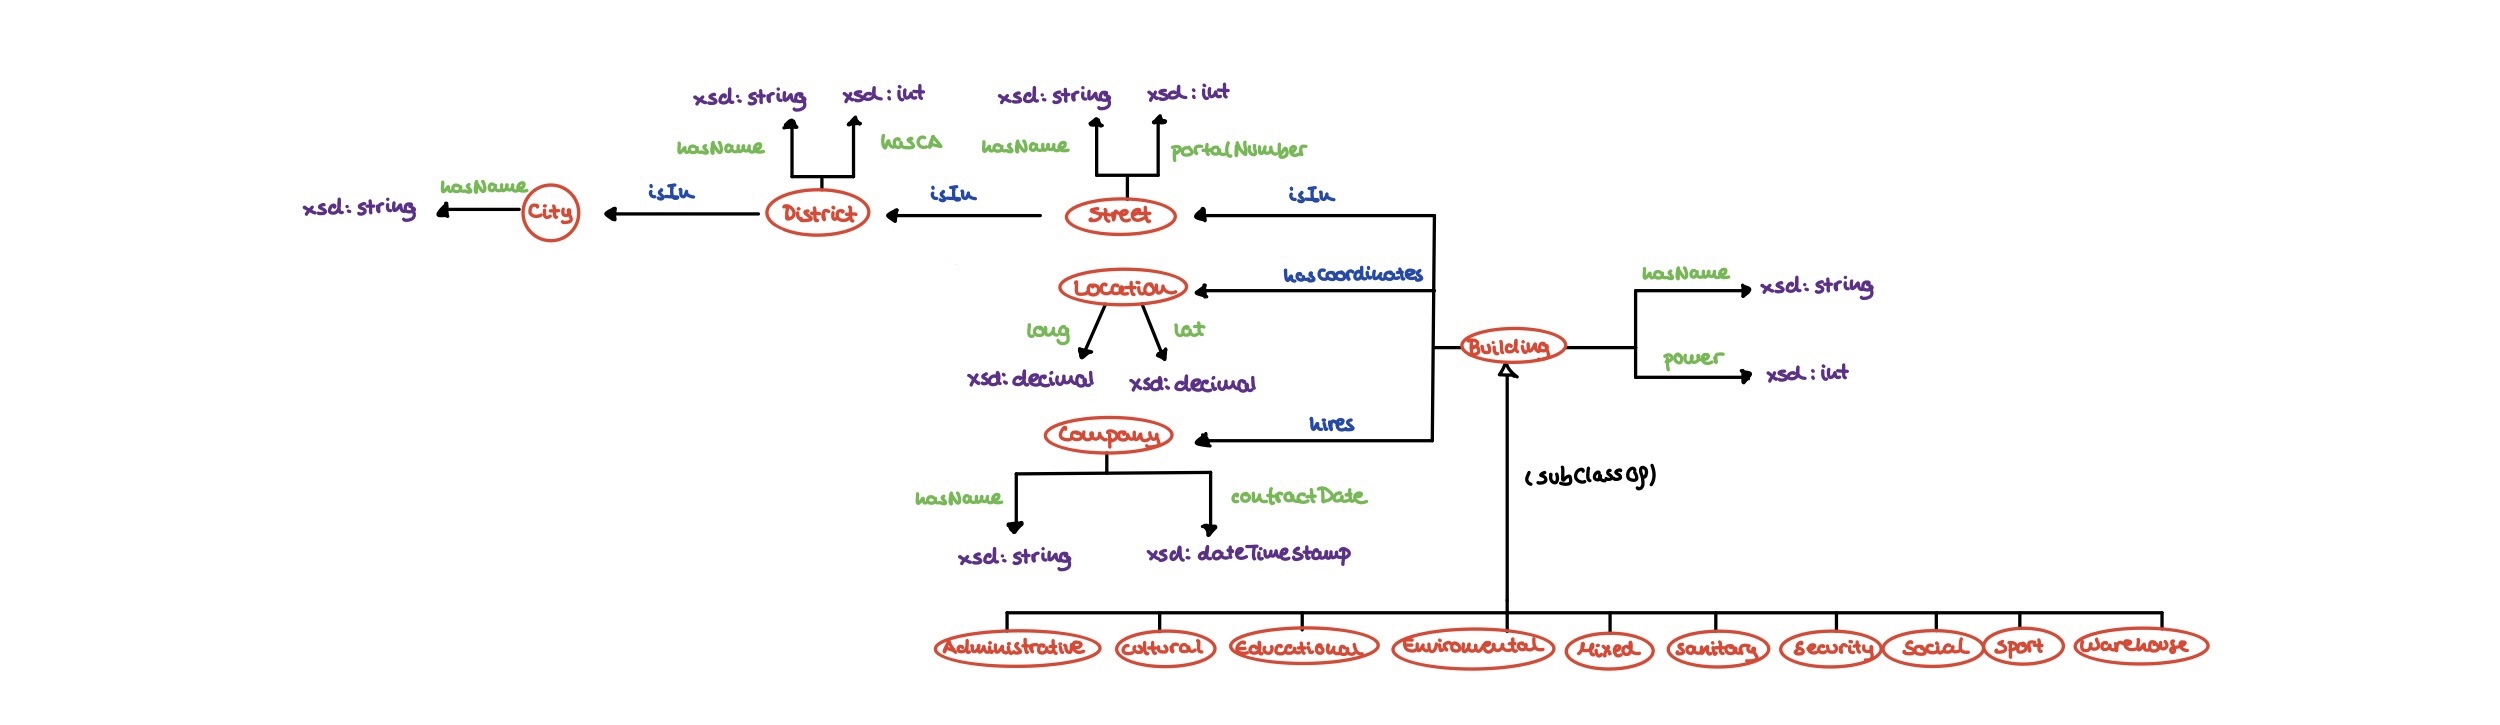 xsd: string
xsd: int
xsd: string
xsd: int
hasName
hasCA
hasName
portalNumber
xsd: string
hasName
City
isIn
District
isIn
Street
isIn
Location
hasCoordinates
hasName
xsd: string
long
lat
Building
power
xsd: decimal
xsd: decimal
xsd: int
Company
hires
(subClassOf)
hasName
contractDate
xsd: string
xsd: dateTimestamp
Administrative
Cultural
Educational
Enviromental
Mixed
Sanitary
Security
Social
Sport
Warehouse